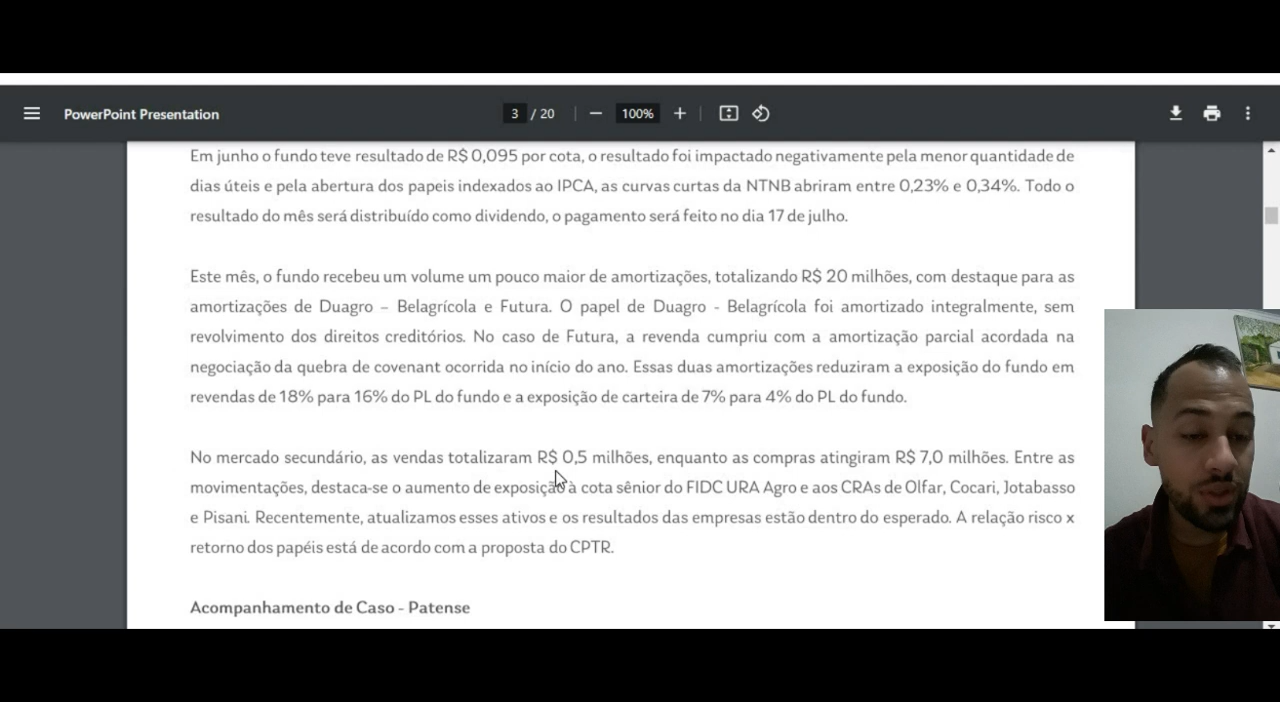 PowerPoint Presentation
3 / 20
100%
Em junho o fundo teve resultado de R$ 0,095 por cota, o resultado foi impactado negativamente pela menor quantidade de
dias úteis e pela abertura dos papeis indexados ao IPCA, as curvas curtas da NTNB abriram entre 0,23% e 0,34%. Todo o
resultado do mês será distribuído como dividendo, o pagamento será feito no dia 17 de julho.
Este mês, o fundo recebeu um volume um pouco maior de amortizações, totalizando R$ 20 milhões, com destaque para as
amortizações de Duagro – Belagrícola e Futura. O papel de Duagro - Belagrícola foi amortizado integralmente, sem
revolvimento dos direitos creditórios. No caso de Futura, a revenda cumpriu com a amortização parcial acordada na
negociação da quebra de covenant ocorrida no início do ano. Essas duas amortizações reduziram a exposição do fundo em
revendas de 18% para 16% do PL do fundo e a exposição de carteira de 7% para 4% do PL do fundo.
No mercado secundário, as vendas totalizaram R$ 0,5 milhões, enquanto as compras atingiram R$ 7,0 milhões. Entre as
movimentações, destaca-se o aumento de exposição à cota sênior do FIDC URA Agro e aos CRAs de Olfar, Cocari, Jotabasso
e Pisani. Recentemente, atualizamos esses ativos e os resultados das empresas estão dentro do esperado. A relação risco x
retorno dos papéis está de acordo com a proposta do CPTR.
Acompanhamento de Caso - Patense